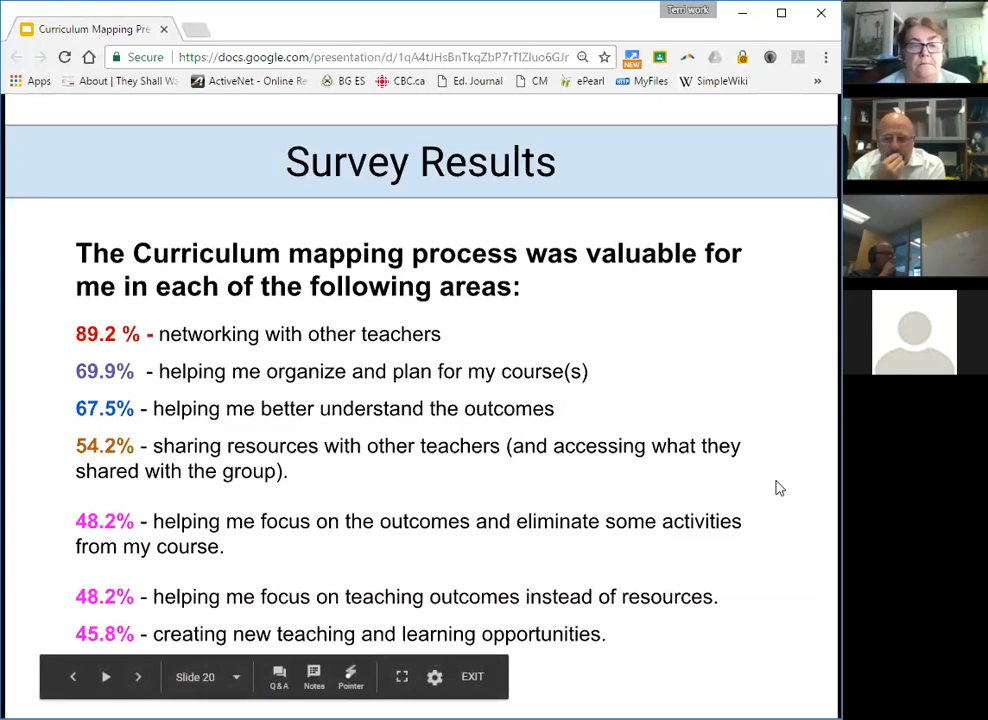 Terri work
Curriculum Mapping Pre
Secure
https://docs.google.com/presentation/d/1qA4tJHsBnTkqZbP7rTIZIuo6GJr
Apps
About | They Shall Wa
ActiveNet - Online Re
BG ES
CBC.ca
Ed. Journal
CM
ePearl
NEW
MyFiles
SimpleWiki
»
Survey Results
The Curriculum mapping process was valuable for
me in each of the following areas:
89.2 % - networking with other teachers
69.9% - helping me organize and plan for my course(s)
67.5% - helping me better understand the outcomes
54.2% - sharing resources with other teachers (and accessing what they
shared with the group).
48.2% - helping me focus on the outcomes and eliminate some activities
from my course.
48.2% - helping me focus on teaching outcomes instead of resources.
45.8% - creating new teaching and learning opportunities.
Slide 20
Q&A
Notes
Pointer
EXIT